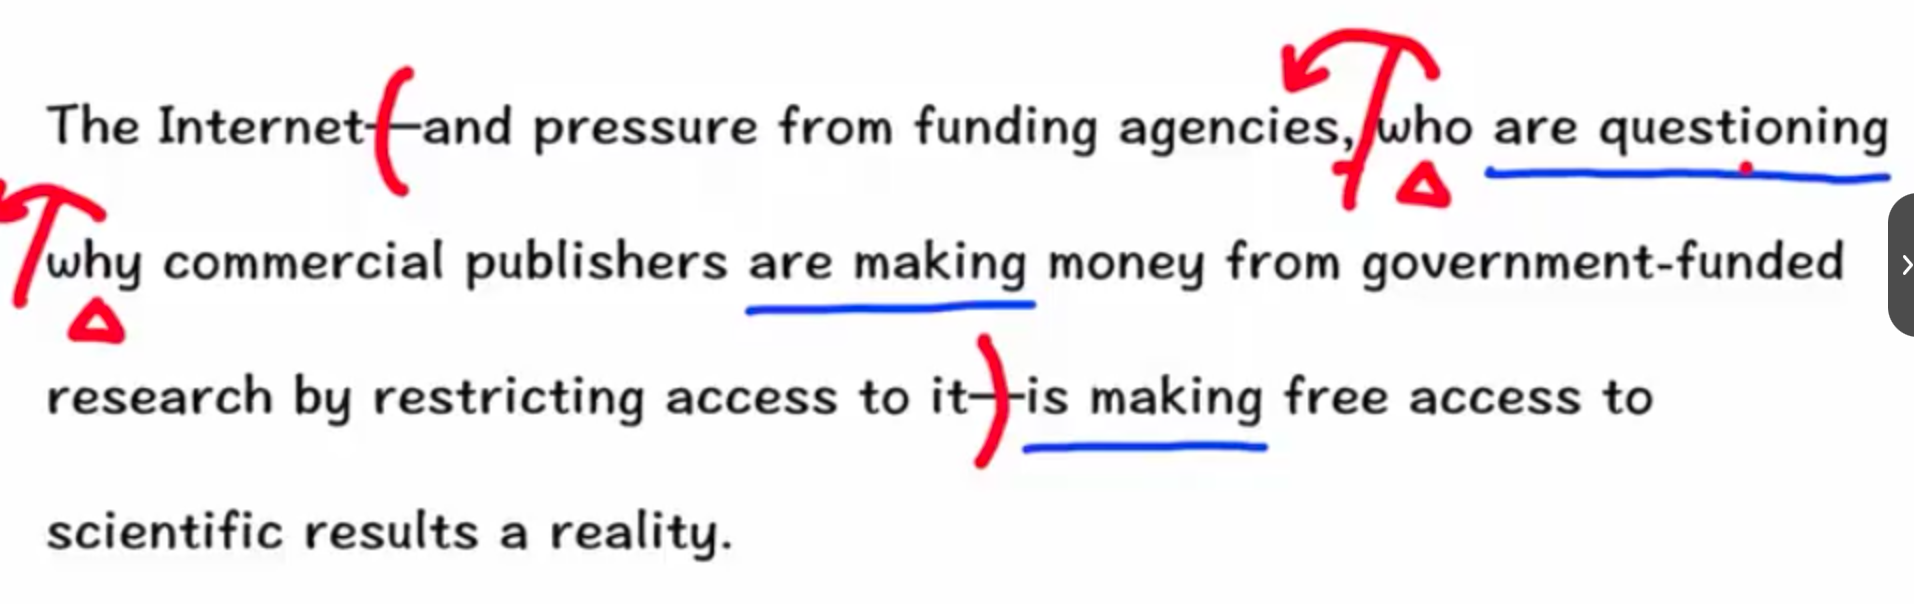 The Internet—and pressure from funding agencies, who are questioning
why commercial publishers are making money from government-funded
research by restricting access to it—is making free access to
scientific results a reality.